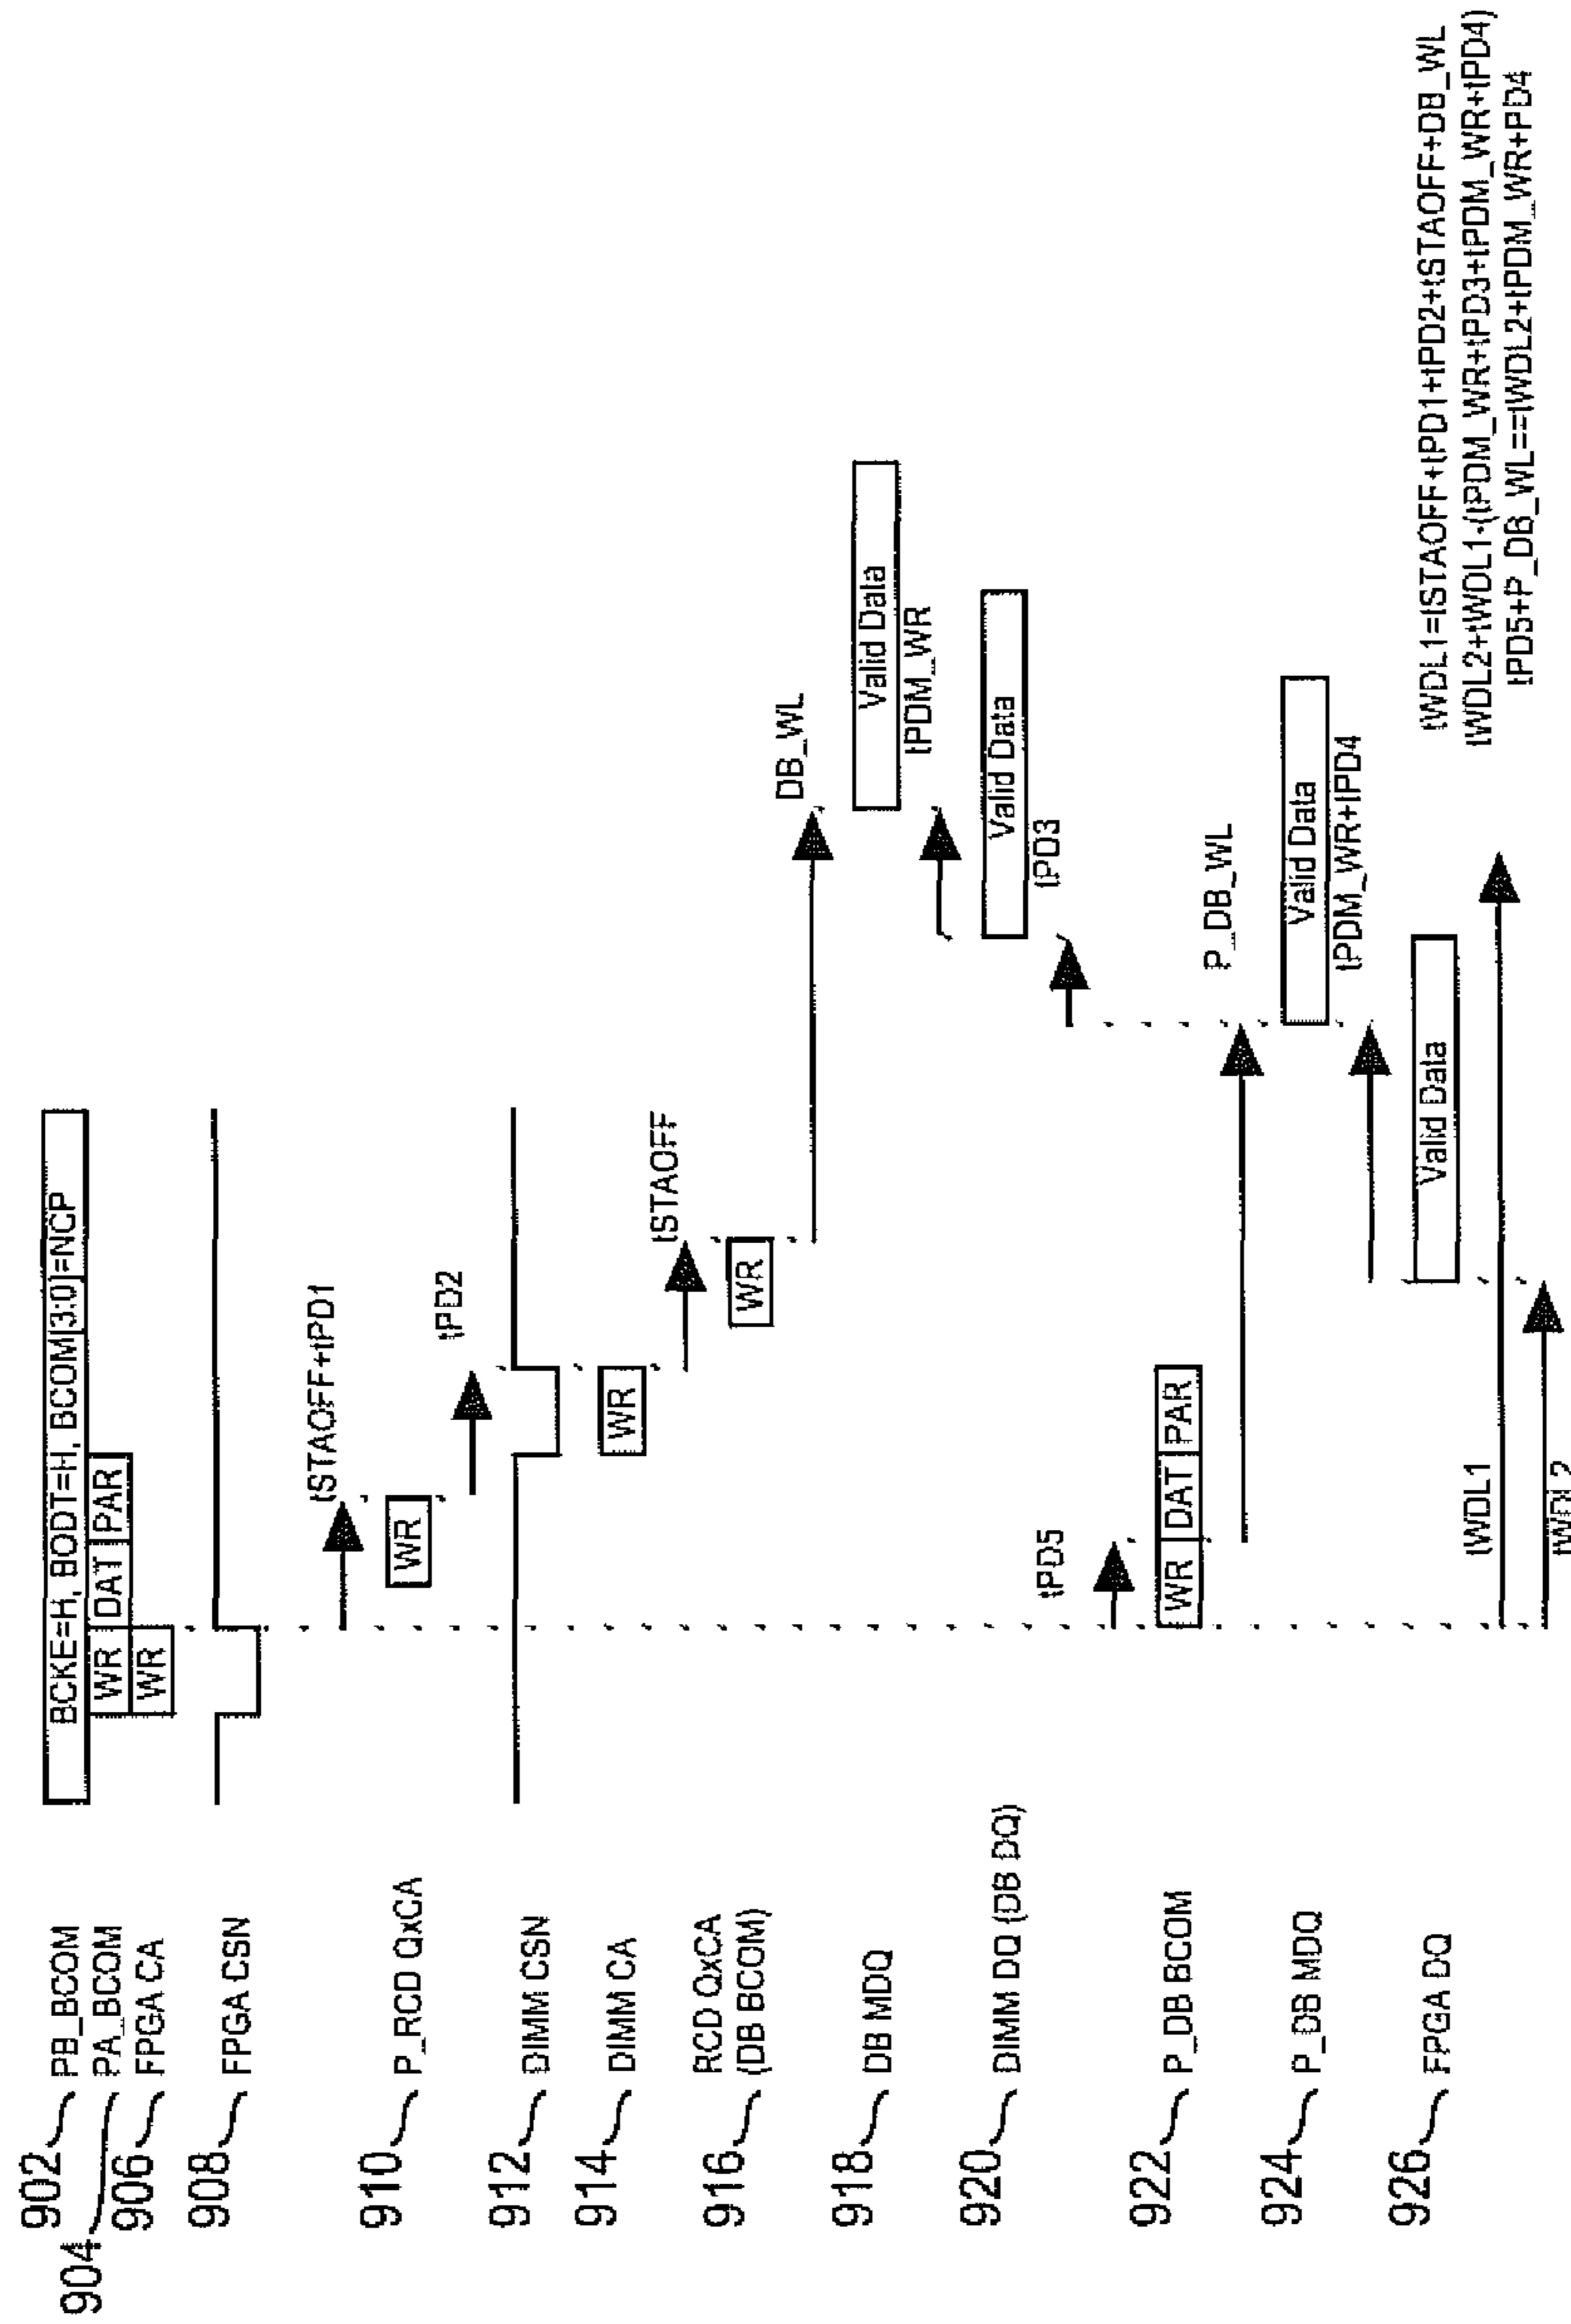 902 PB_BCOM
904 PA_BCOM
906 FPGA CA
908 FPGA CSN
910 P_RCD QxCA
912 DIMM CSN
914 DIMM CA
916 RCD QxCA
(DB BCOM)
918 DB MDQ
920 DIMM DQ (DB DQ)
922 P_DB BCOM
924 P_DB MDQ
926 FPGA DQ
BCKE=H, BODT=H, BCOM[3:0]=NCP
WR DAT PAR
WR
tSTAOFF+tPD1
WR
tPD2
WR
tSTAOFF
WR
DB_WL
Valid Data
tPDM_WR
Valid Data
tPD3
tPD5
WR DAT PAR
P_DB_WL
Valid Data
tPDM_WR+tPD4
Valid Data
tWDL1
tWDL2
tWDL1=tSTAOFF+tPD1+tPD2+tSTAOFF+DB_WL
tWDL2+tWDL1-(tPDM_WR+tPD3+tPDM_WR+tPD4)
tPD5+P_DB_WL==tWDL2+tPDM_WR+PD4